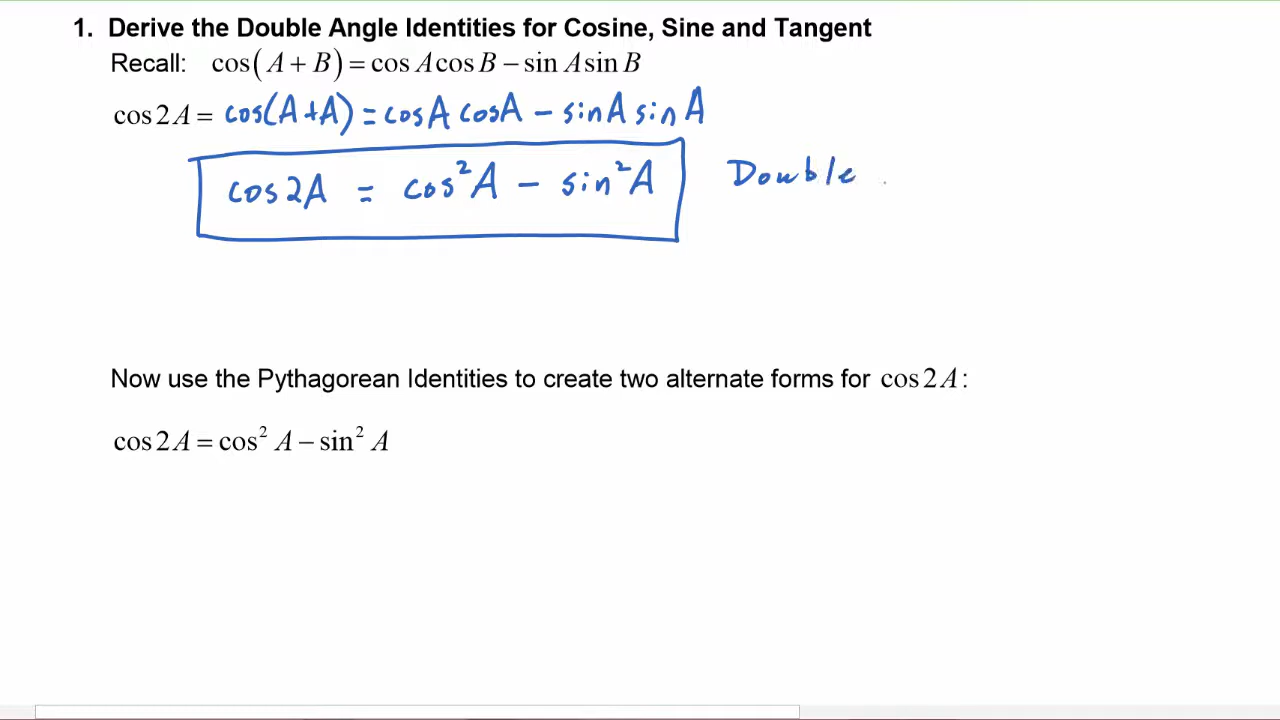 1. Derive the Double Angle Identities for Cosine, Sine and Tangent
Recall: cos(A + B) = cos A cos B − sin A sin B
cos 2A = cos(A+A) = cosA cosA − sinA sinA
cos2A = cos²A − sin²A Double
Now use the Pythagorean Identities to create two alternate forms for cos 2A:
cos 2A = cos² A − sin² A